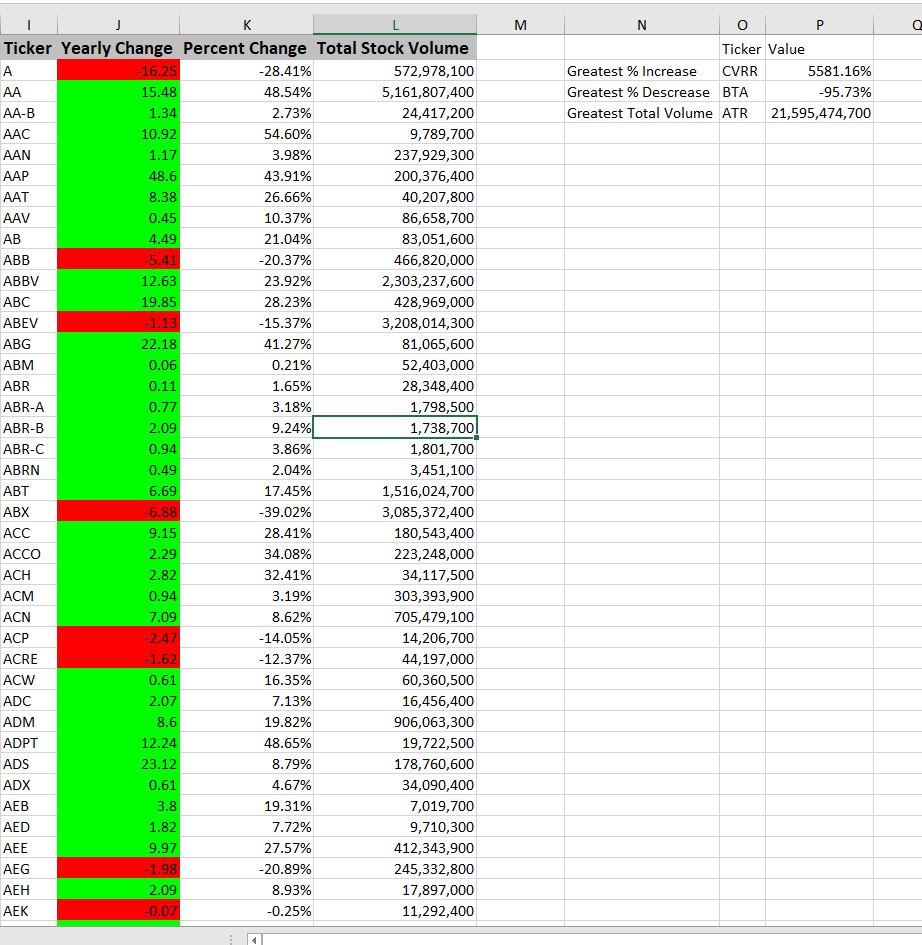 I J K L M N O P Q
Ticker Yearly Change Percent Change Total Stock Volume Ticker Value
A -16.25 -28.41% 572,978,100 Greatest % Increase CVRR 5581.16%
AA 15.48 48.54% 5,161,807,400 Greatest % Descrease BTA -95.73%
AA-B 1.34 2.73% 24,417,200 Greatest Total Volume ATR 21,595,474,700
AAC 10.92 54.60% 9,789,700
AAN 1.17 3.98% 237,929,300
AAP 48.6 43.91% 200,376,400
AAT 8.38 26.66% 40,207,800
AAV 0.45 10.37% 86,658,700
AB 4.49 21.04% 83,051,600
ABB -5.41 -20.37% 466,820,000
ABBV 12.63 23.92% 2,303,237,600
ABC 19.85 28.23% 428,969,000
ABEV -1.13 -15.37% 3,208,014,300
ABG 22.18 41.27% 81,065,600
ABM 0.06 0.21% 52,403,000
ABR 0.11 1.65% 28,348,400
ABR-A 0.77 3.18% 1,798,500
ABR-B 2.09 9.24% 1,738,700
ABR-C 0.94 3.86% 1,801,700
ABRN 0.49 2.04% 3,451,100
ABT 6.69 17.45% 1,516,024,700
ABX -6.88 -39.02% 3,085,372,400
ACC 9.15 28.41% 180,543,400
ACCO 2.29 34.08% 223,248,000
ACH 2.82 32.41% 34,117,500
ACM 0.94 3.19% 303,393,900
ACN 7.09 8.62% 705,479,100
ACP -2.47 -14.05% 14,206,700
ACRE -1.62 -12.37% 44,197,000
ACW 0.61 16.35% 60,360,500
ADC 2.07 7.13% 16,456,400
ADM 8.6 19.82% 906,063,300
ADPT 12.24 48.65% 19,722,500
ADS 23.12 8.79% 178,760,600
ADX 0.61 4.67% 34,090,400
AEB 3.8 19.31% 7,019,700
AED 1.82 7.72% 9,710,300
AEE 9.97 27.57% 412,343,900
AEG -1.98 -20.89% 245,332,800
AEH 2.09 8.93% 17,897,000
AEK -0.07 -0.25% 11,292,400